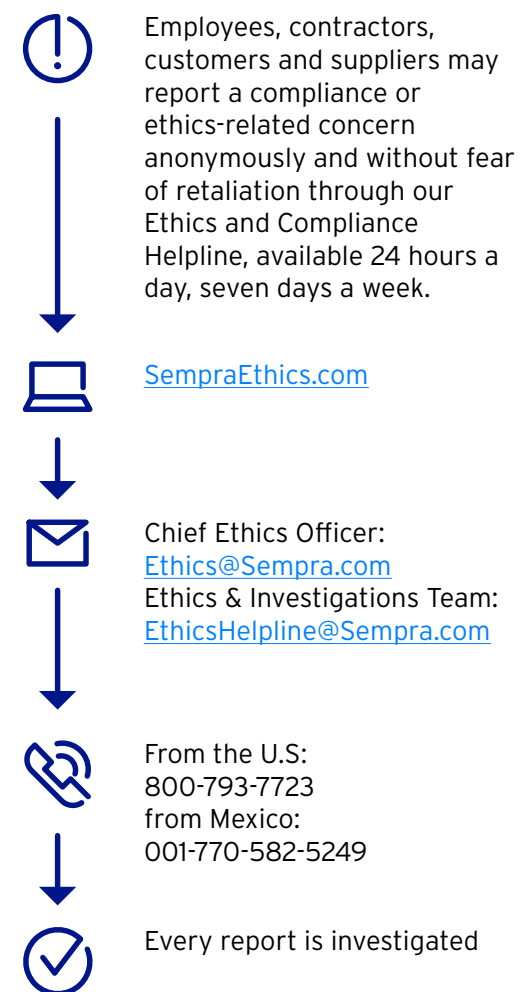 Employees, contractors,
customers and suppliers may
report a compliance or
ethics-related concern
anonymously and without fear
of retaliation through our
Ethics and Compliance
Helpline, available 24 hours a
day, seven days a week.
SempraEthics.com
Chief Ethics Officer:
Ethics@Sempra.com
Ethics & Investigations Team:
EthicsHelpline@Sempra.com
From the U.S:
800-793-7723
from Mexico:
001-770-582-5249
Every report is investigated